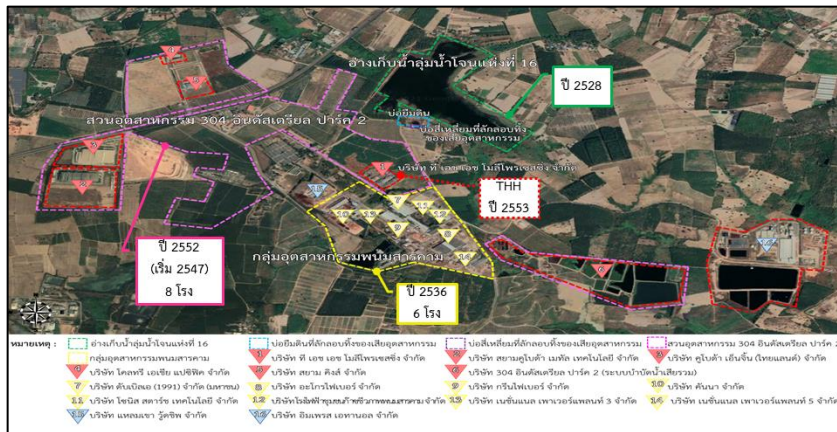 อ่างเก็บน้ำลุ่มน้ำโจนแห่งที่ 16
ปี 2528
บ่อยืมดิน
บ่อสี่เหลี่ยมที่ลักลอบทิ้ง
ของเสียอุตสาหกรรม
สวนอุตสาหกรรม 304 อินดัสเตรียล ปาร์ค 2
บริษัท ที เอช เอช โมลีโพรเซสซิ่ง จำกัด
THH
ปี 2553
ปี 2552
(เริ่ม 2547)
8 โรง
กลุ่มอุตสาหกรรมพนมสารคาม
ปี 2536
6 โรง
หมายเหตุ :
อ่างเก็บน้ำลุ่มน้ำโจนแห่งที่ 16
บ่อยืมดินที่ลักลอบทิ้งของเสียอุตสาหกรรม
บ่อสี่เหลี่ยมที่ลักลอบทิ้งของเสียอุตสาหกรรม
สวนอุตสาหกรรม 304 อินดัสเตรียล ปาร์ค 2
กลุ่มอุตสาหกรรมพนมสารคาม
1 บริษัท ที เอช เอช โมลีโพรเซสซิ่ง จำกัด
2 บริษัท สยามคูโบต้า เมทัล เทคโนโลยี จำกัด
3 บริษัท คูโบต้า เอ็นจิ้น (ไทยแลนด์) จำกัด
4 บริษัท โคลทรี เอเซีย แปซิฟิค จำกัด
5 บริษัท สยาม คิงส์ จำกัด
6 บริษัท 304 อินดัสเตรียล ปาร์ค 2 (ระบบบำบัดน้ำเสียรวม)
7 บริษัท ดับเบิลเอ (1991) จำกัด (มหาชน)
8 บริษัท อะโกรไฟเบอร์ จำกัด
9 บริษัท กรีนไฟเบอร์ จำกัด
10 บริษัท คันนา จำกัด
11 บริษัท โซนิส สตาร์ช เทคโนโลยี จำกัด
12 จำกัด
13 บริษัท เนชั่นแนล เพาเวอร์แพลนท์ 3 จำกัด
14 บริษัท เนชั่นแนล เพาเวอร์แพลนท์ 5 จำกัด
15 บริษัท แหลมเขา วู้ดชิพ จำกัด
16 บริษัท อิมเพรส เอทานอล จำกัด